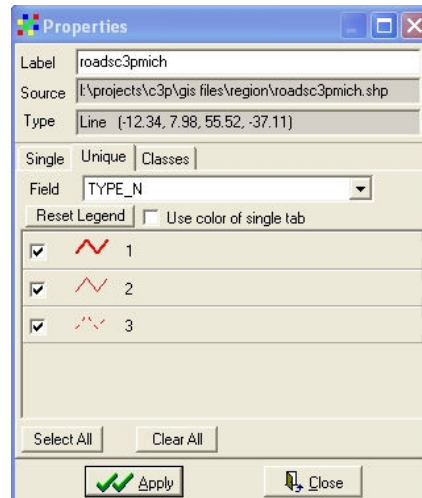 Properties
Label roadsc3pmich
Source l:\projects\c3p\gis files\region\roadsc3pmich.shp
Type Line (-12.34, 7.98, 55.52, -37.11)
Single Unique Classes
Field TYPE_N
Reset Legend Use color of single tab
1
2
3
Select All Clear All
Apply Close